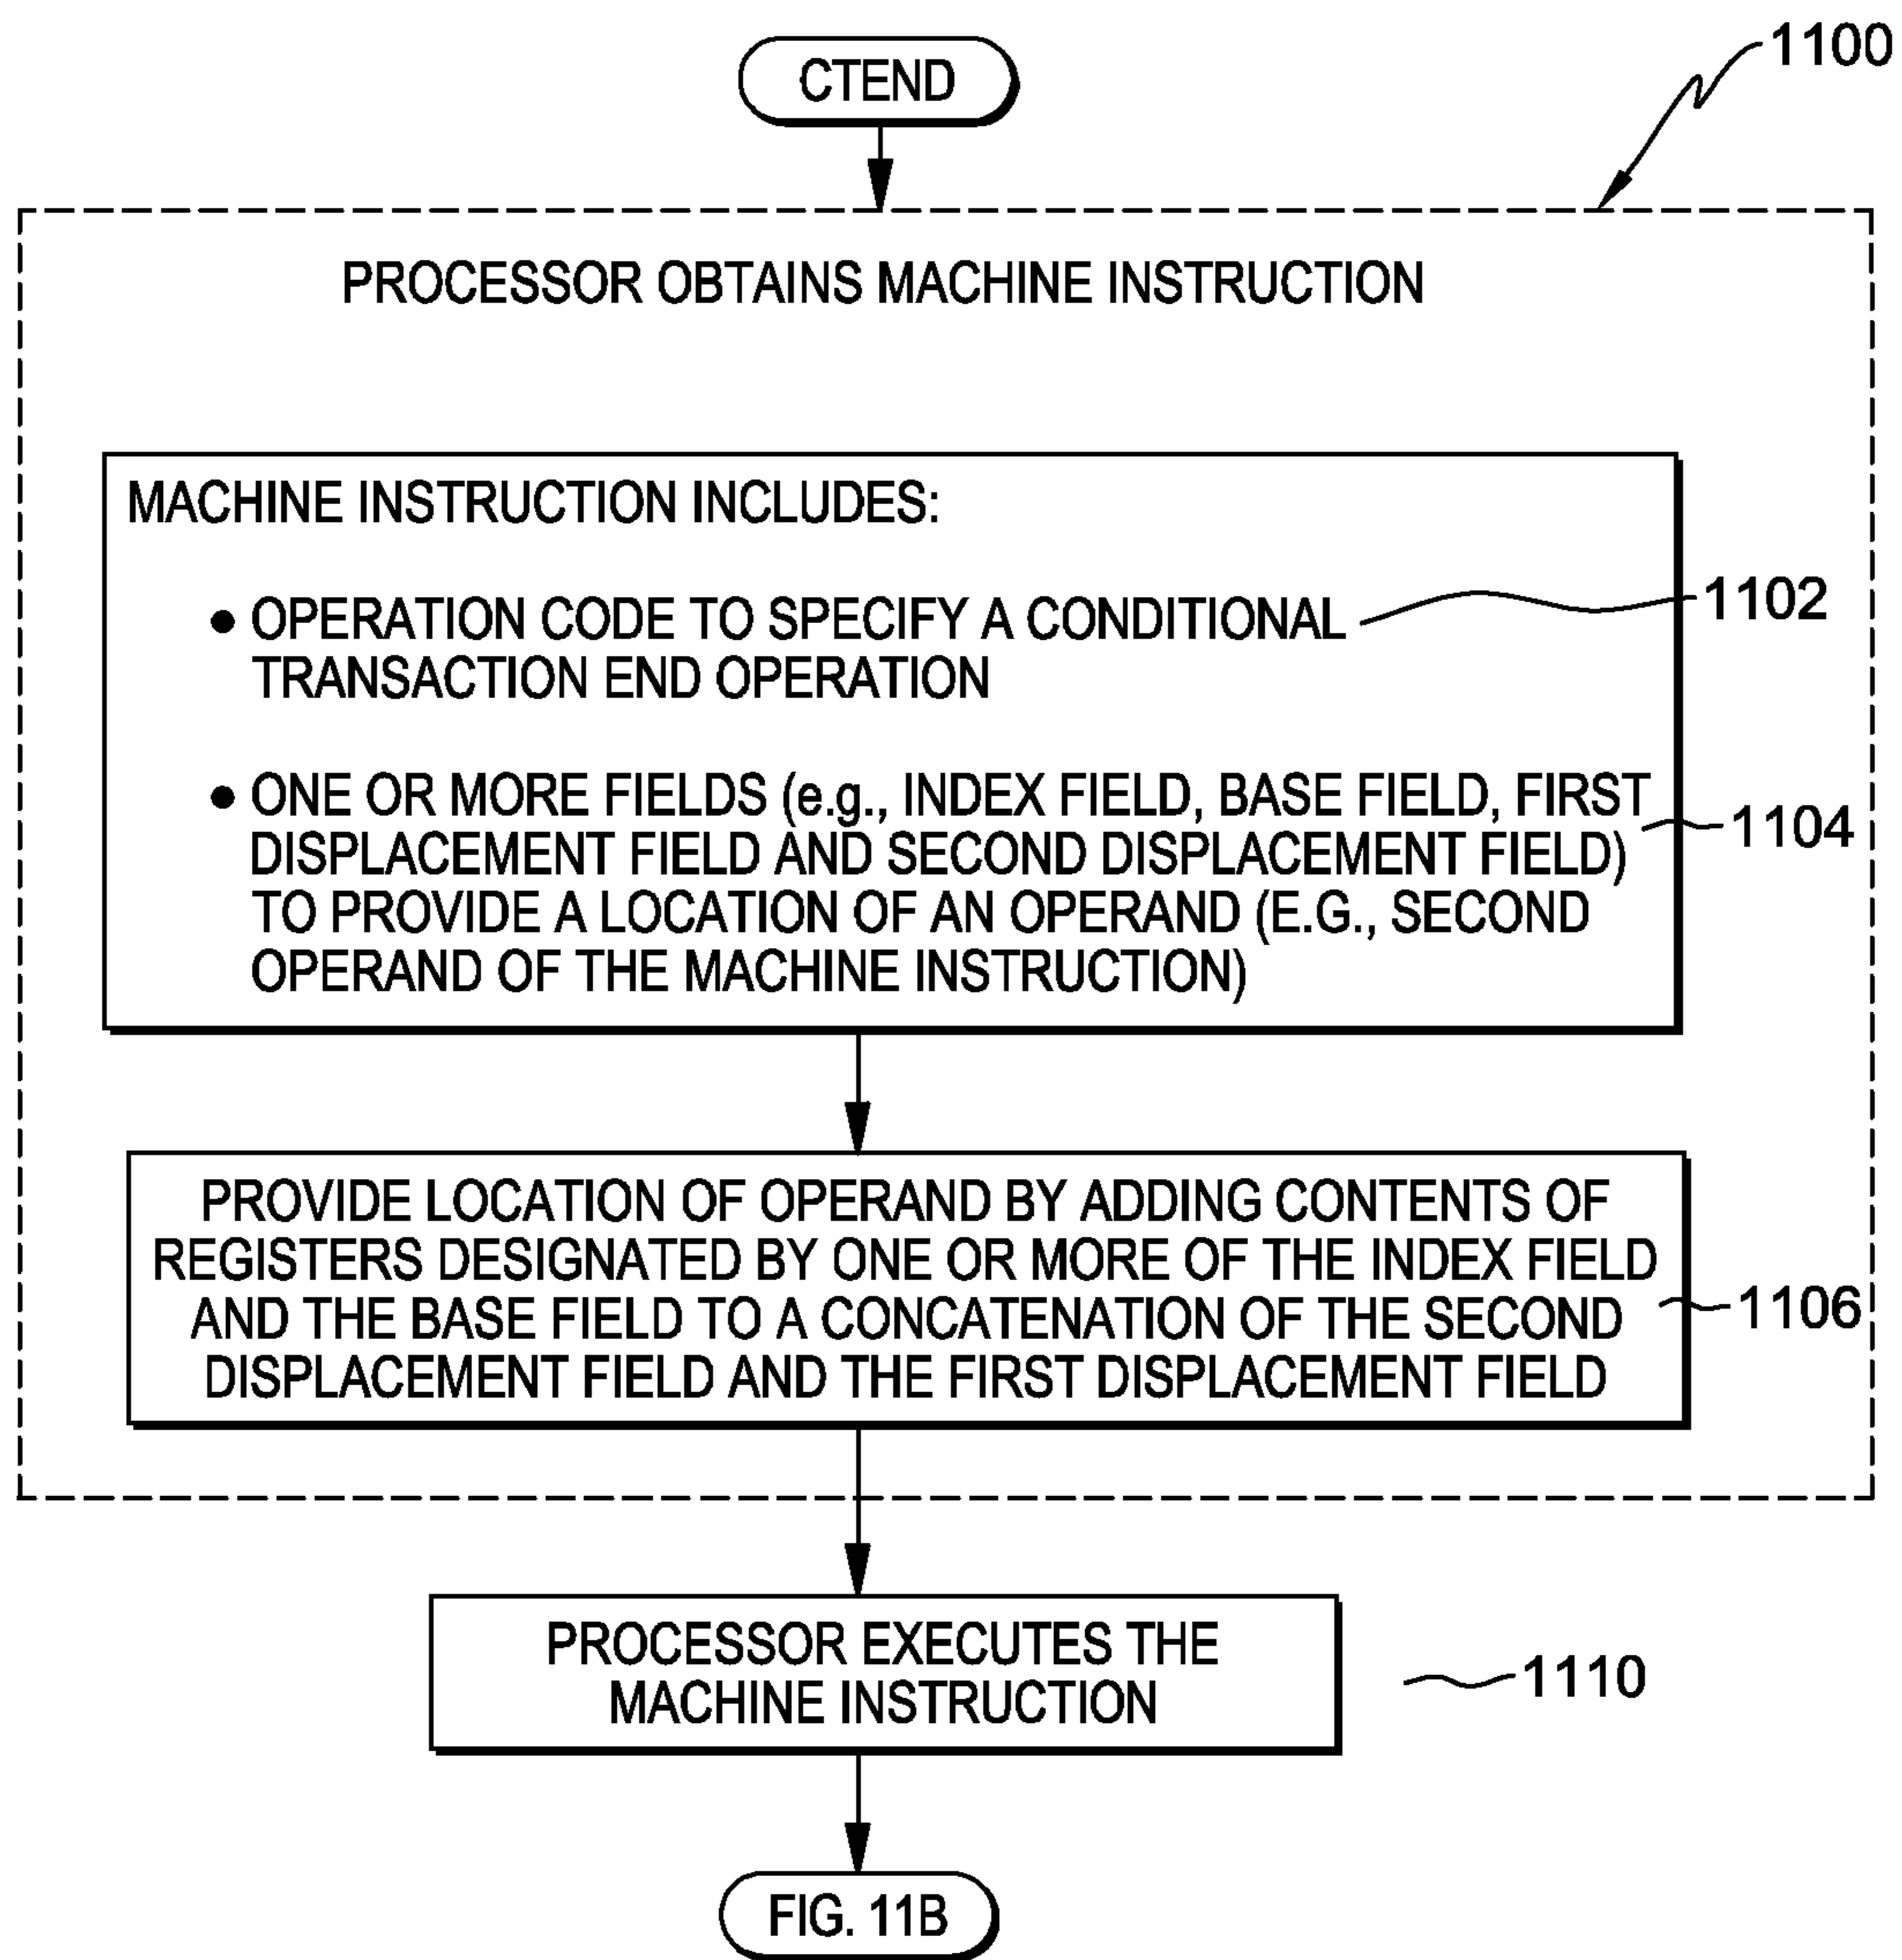 1100
CTEND
PROCESSOR OBTAINS MACHINE INSTRUCTION
MACHINE INSTRUCTION INCLUDES:
● OPERATION CODE TO SPECIFY A CONDITIONAL
TRANSACTION END OPERATION
1102
● ONE OR MORE FIELDS (e.g., INDEX FIELD, BASE FIELD, FIRST
DISPLACEMENT FIELD AND SECOND DISPLACEMENT FIELD)
TO PROVIDE A LOCATION OF AN OPERAND (E.G., SECOND
OPERAND OF THE MACHINE INSTRUCTION)
1104
PROVIDE LOCATION OF OPERAND BY ADDING CONTENTS OF
REGISTERS DESIGNATED BY ONE OR MORE OF THE INDEX FIELD
AND THE BASE FIELD TO A CONCATENATION OF THE SECOND
DISPLACEMENT FIELD AND THE FIRST DISPLACEMENT FIELD
1106
PROCESSOR EXECUTES THE
MACHINE INSTRUCTION
1110
FIG. 11B